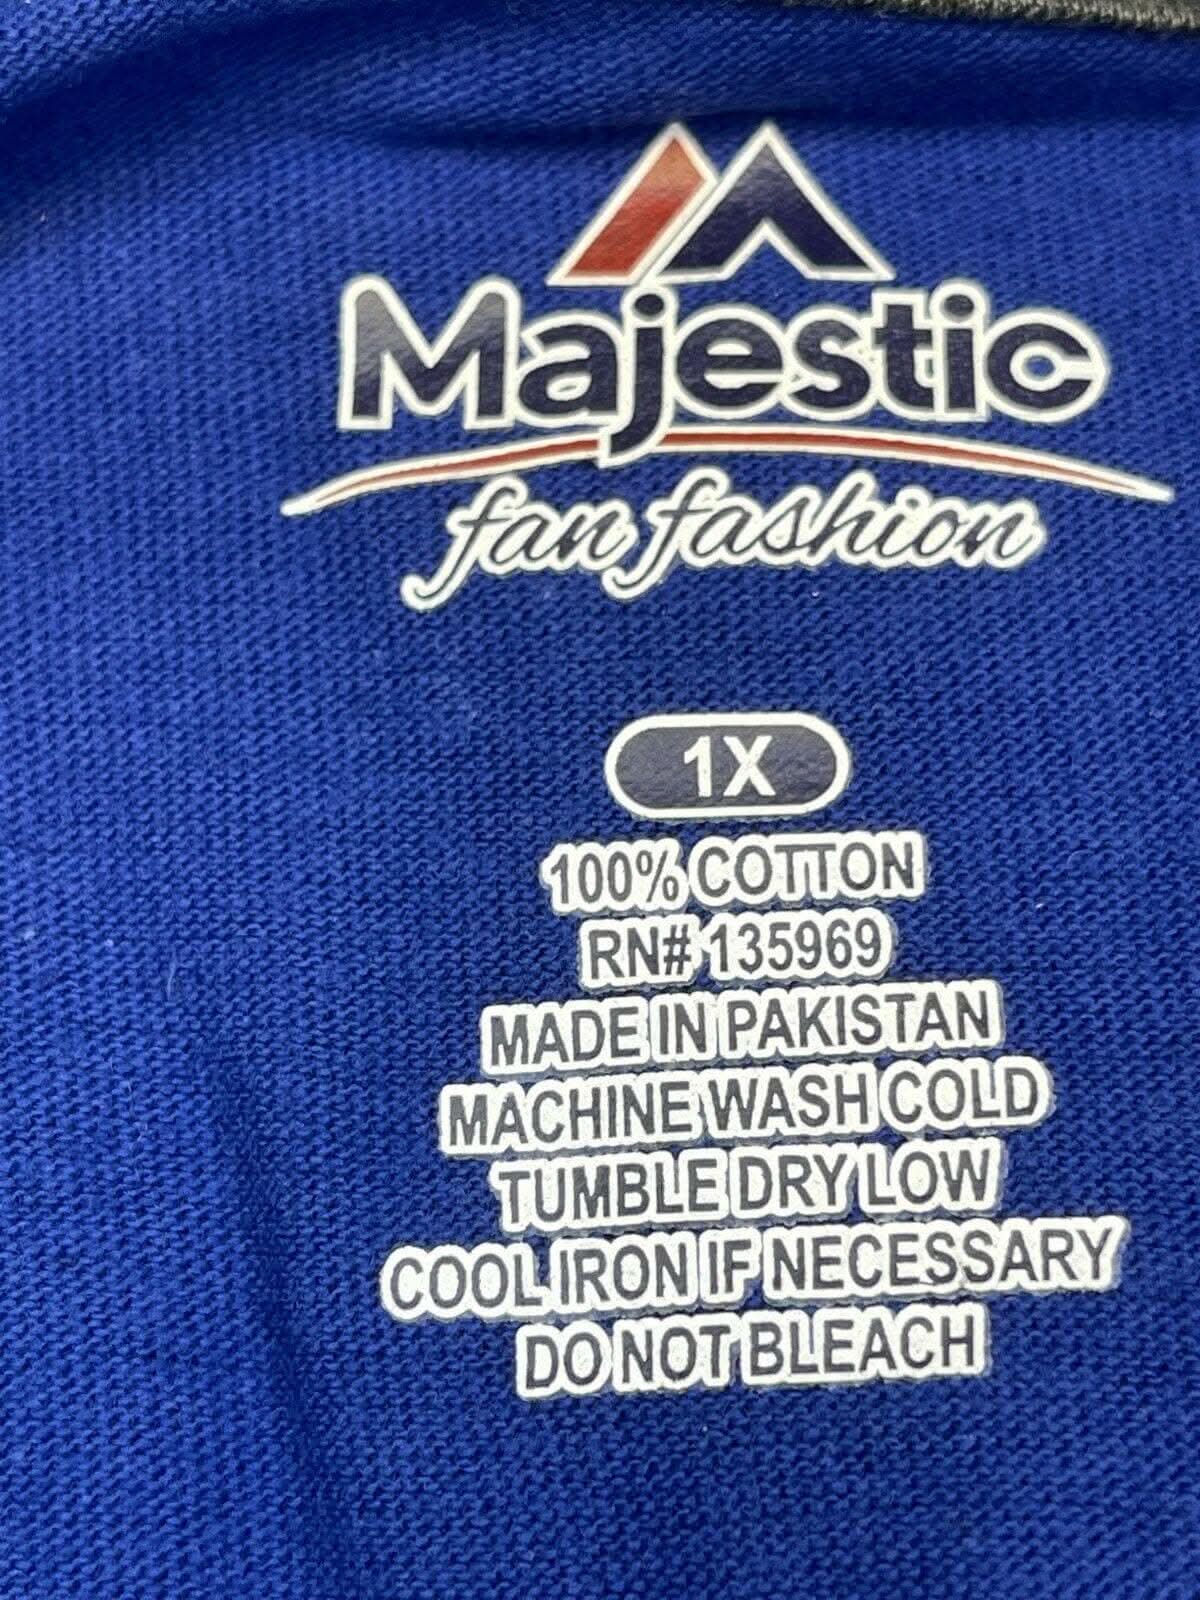 Majestic
fan fashion
1X
100% COTTON
RN# 135969
MADE IN PAKISTAN
MACHINE WASH COLD
TUMBLE DRY LOW
COOL IRON IF NECESSARY
DO NOT BLEACH